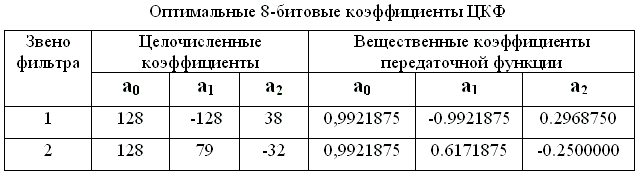 Оптимальные 8-битовые коэффициенты ЦКФ
Звено фильтра | Целочисленные коэффициенты | Вещественные коэффициенты передаточной функции
a0 | a1 | a2 | a0 | a1 | a2
1 | 128 | -128 | 38 | 0,9921875 | -0.9921875 | 0.2968750
2 | 128 | 79 | -32 | 0,9921875 | 0.6171875 | -0.2500000